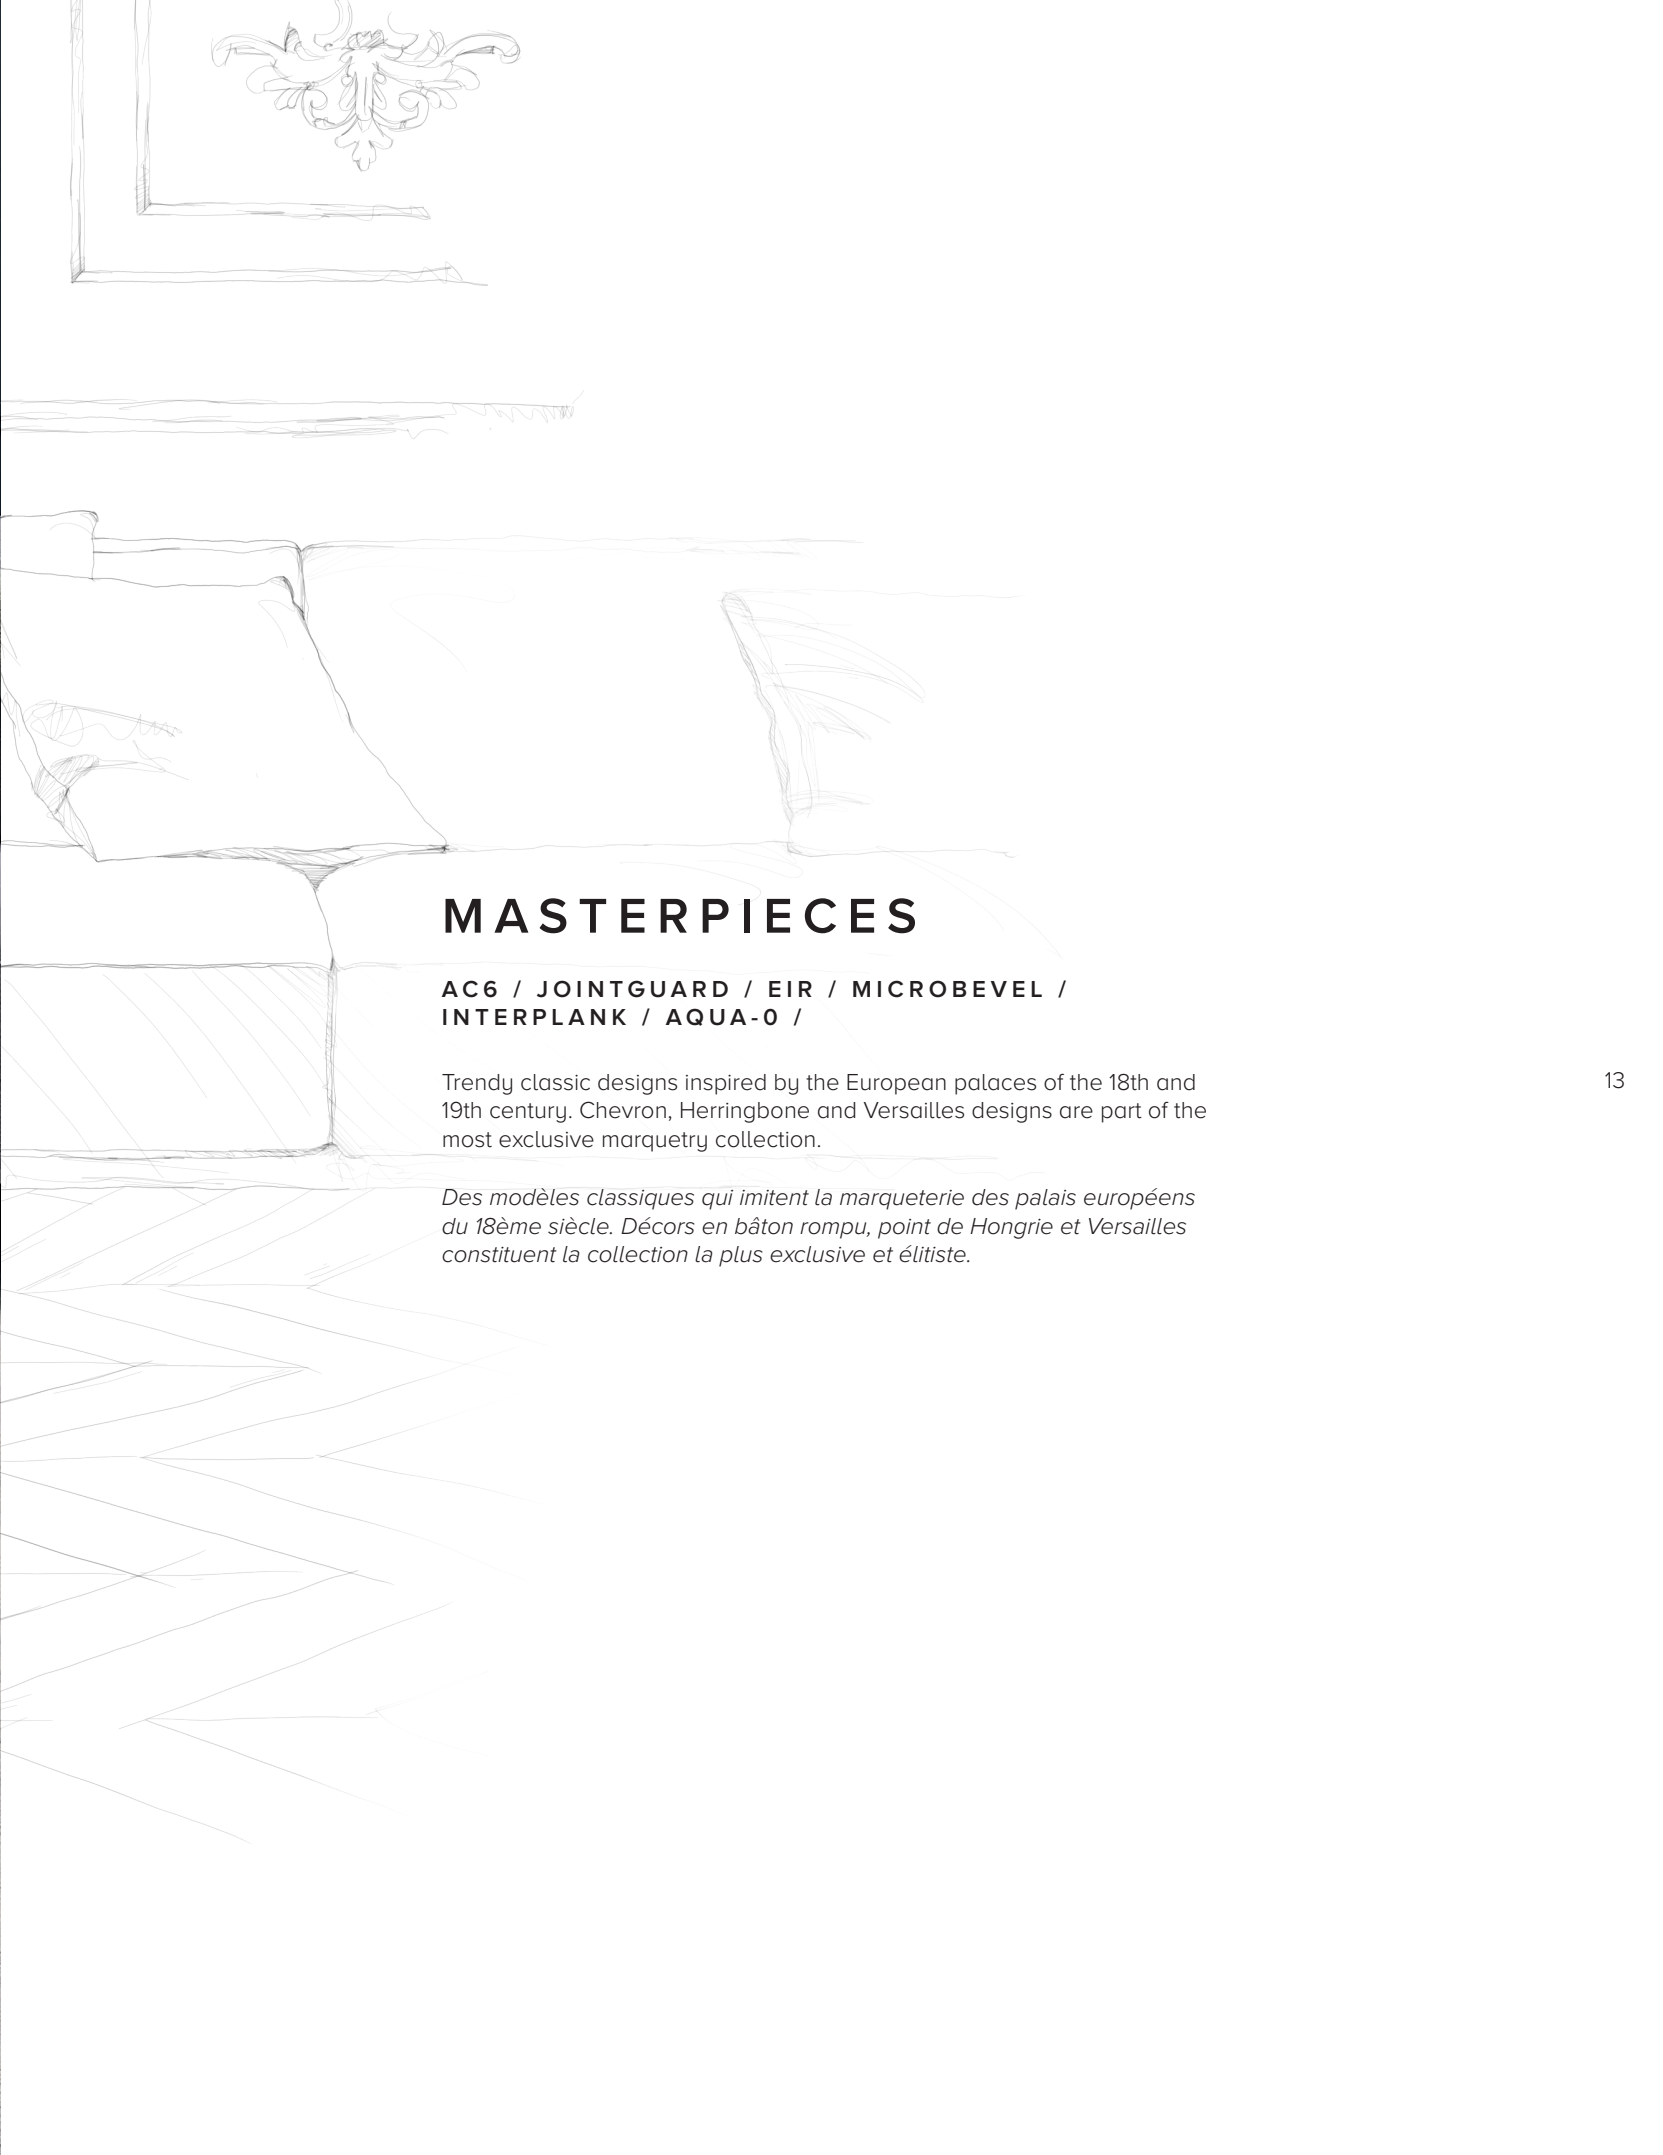 MASTERPIECES
AC6 / JOINTGUARD / EIR / MICROBEVEL /
INTERPLANK / AQUA-0 /
Trendy classic designs inspired by the European palaces of the 18th and
19th century. Chevron, Herringbone and Versailles designs are part of the
most exclusive marquetry collection.
13
Des modèles classiques qui imitent la marqueterie des palais européens
du 18ème siècle. Décors en bâton rompu, point de Hongrie et Versailles
constituent la collection la plus exclusive et élitiste.